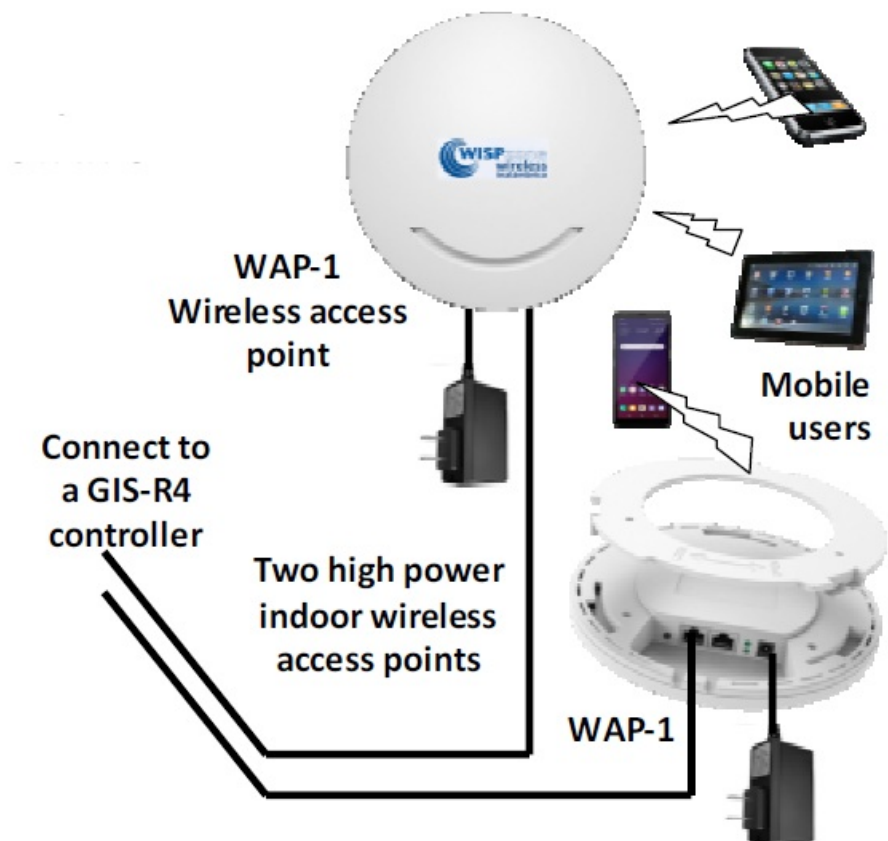 WISP zone
wireless
WAP-1
Wireless access
point
Mobile
users
Connect to
a GIS-R4
controller
Two high power
indoor wireless
access points
WAP-1